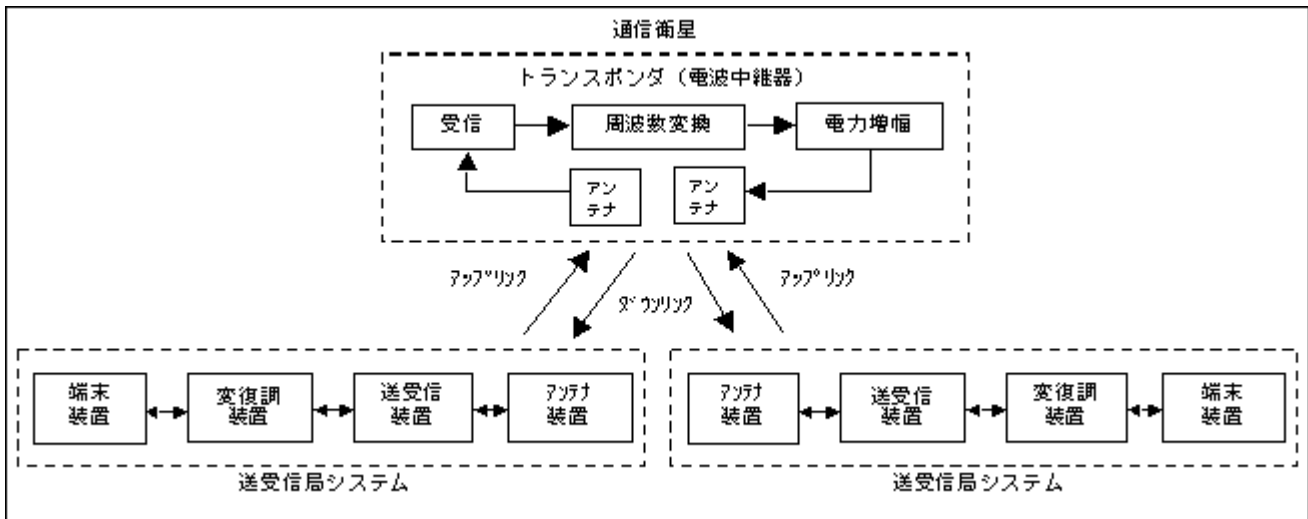 通信衛星
トランスポンダ（電波中継器）
受信
周波数変換
電力増幅
アン
テナ
アン
テナ
ｱｯﾌﾟﾘﾝｸ
ﾀﾞｳﾝﾘﾝｸ
ｱｯﾌﾟﾘﾝｸ
端末
装置
変復調
装置
送受信
装置
ｱﾝﾃﾅ
装置
ｱﾝﾃﾅ
装置
送受信
装置
変復調
装置
端末
装置
送受信局システム
送受信局システム